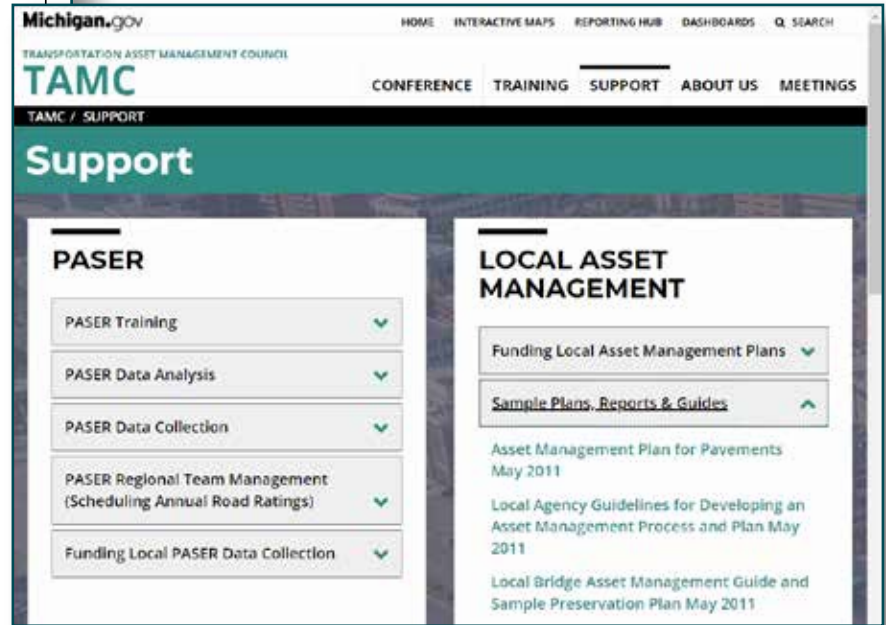 Michigan.gov
HOME INTERACTIVE MAPS REPORTING HUB DASHBOARDS SEARCH
TRANSPORTATION ASSET MANAGEMENT COUNCIL
TAMC
CONFERENCE TRAINING SUPPORT ABOUT US MEETINGS
TAMC / SUPPORT
Support
PASER
PASER Training
PASER Data Analysis
PASER Data Collection
PASER Regional Team Management
(Scheduling Annual Road Ratings)
Funding Local PASER Data Collection
LOCAL ASSET
MANAGEMENT
Funding Local Asset Management Plans
Sample Plans, Reports & Guides
Asset Management Plan for Pavements
May 2011
Local Agency Guidelines for Developing an
Asset Management Process and Plan May
2011
Local Bridge Asset Management Guide and
Sample Preservation Plan May 2011